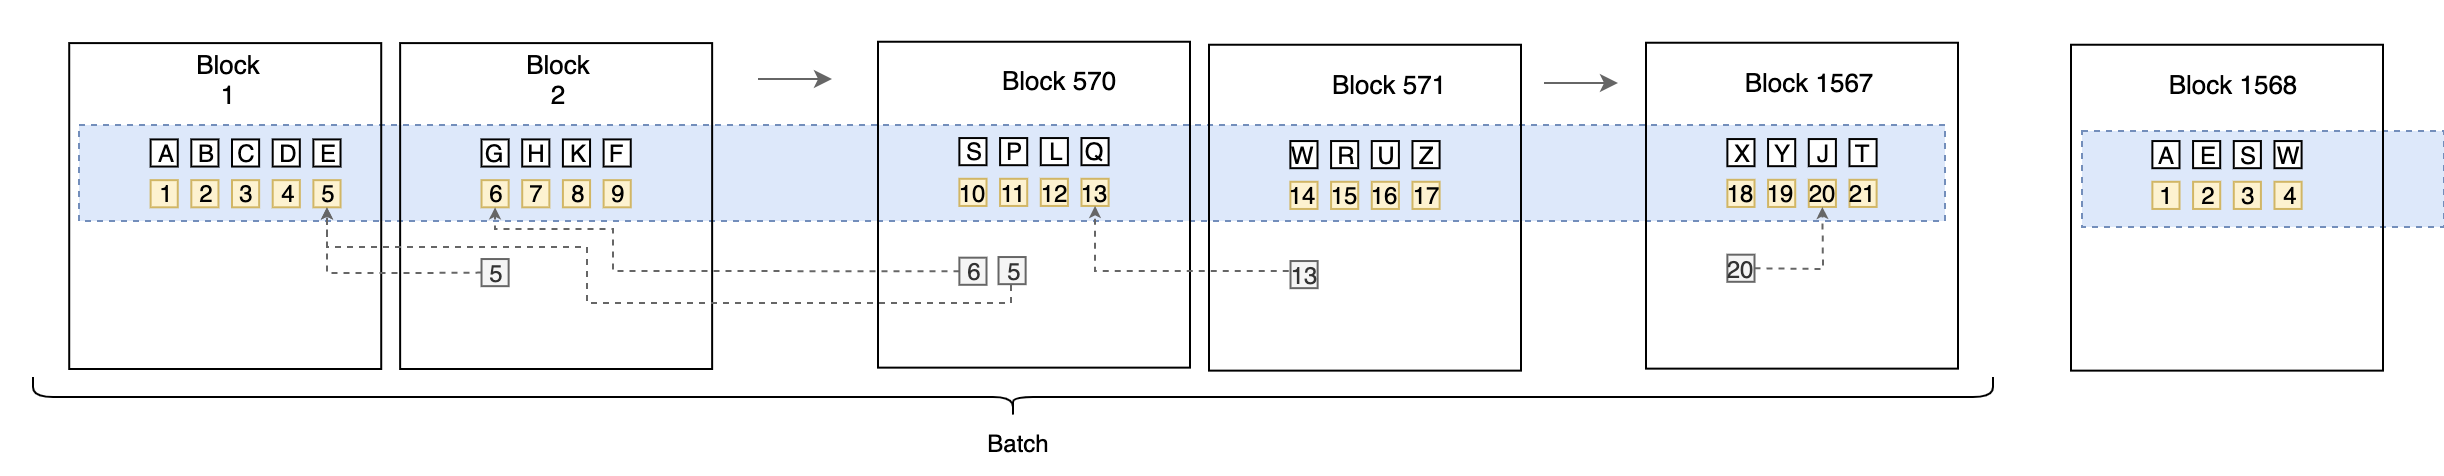 Block
1
A B C D E
1 2 3 4 5
Block
2
G H K F
6 7 8 9
5
Block 570
S P L Q
10 11 12 13
6 5
Block 571
W R U Z
14 15 16 17
13
Block 1567
X Y J T
18 19 20 21
20
Block 1568
A E S W
1 2 3 4
Batch